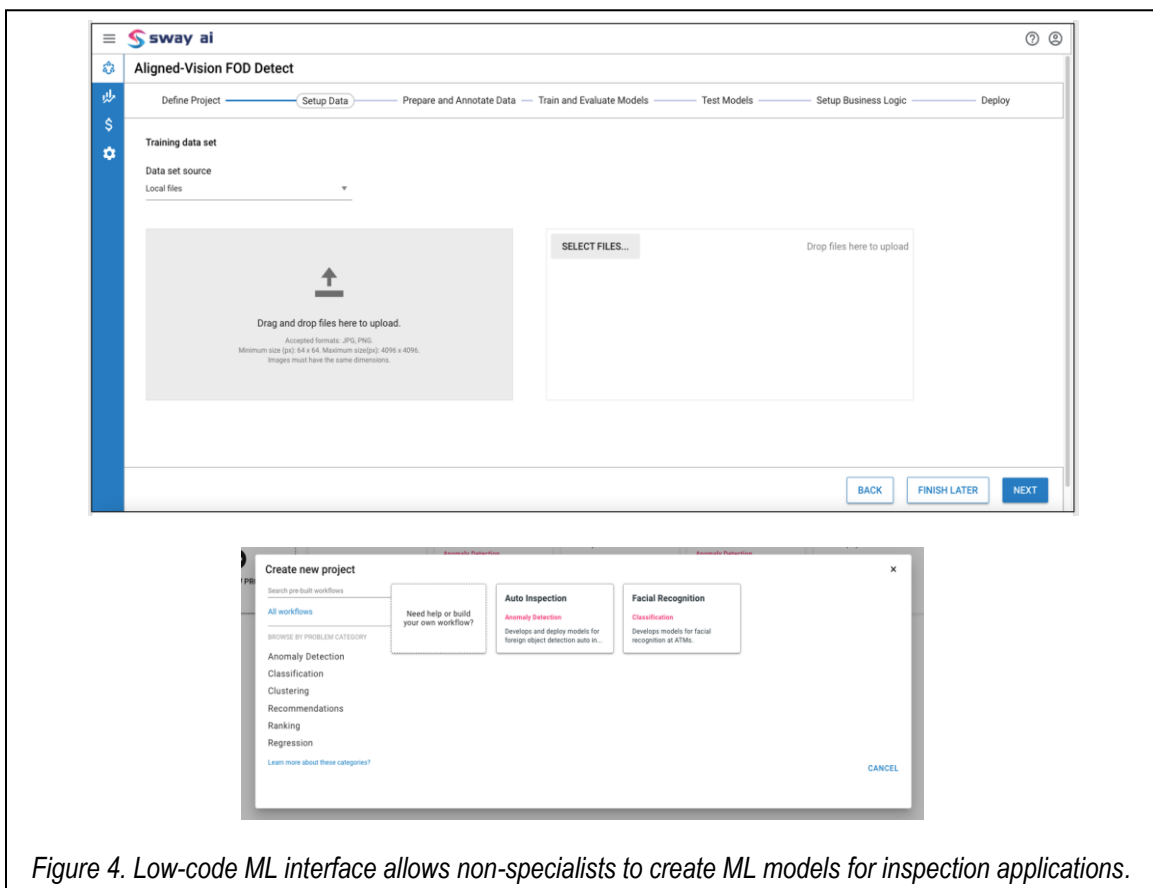 sway ai
Aligned-Vision FOD Detect
Define Project
Setup Data
Prepare and Annotate Data
Train and Evaluate Models
Test Models
Setup Business Logic
Deploy
Training data set
Data set source
Local files
Drag and drop files here to upload.
Accepted formats: JPG, PNG.
Minimum size (px): 64 x 64. Maximum size(px): 4096 x 4096.
Images must have the same dimensions.
SELECT FILES...
Drop files here to upload
BACK
FINISH LATER
NEXT
Anomaly Detection
Anomaly Detection
Create new project
Search pre-built workflows
All workflows
BROWSE BY PROBLEM CATEGORY
Anomaly Detection
Classification
Clustering
Recommendations
Ranking
Regression
Learn more about these categories?
Need help or build
your own workflow?
Auto Inspection
Anomaly Detection
Develops and deploy models for
foreign object detection auto in...
Facial Recognition
Classification
Develops models for facial
recognition at ATMs.
CANCEL
Figure 4. Low-code ML interface allows non-specialists to create ML models for inspection applications.